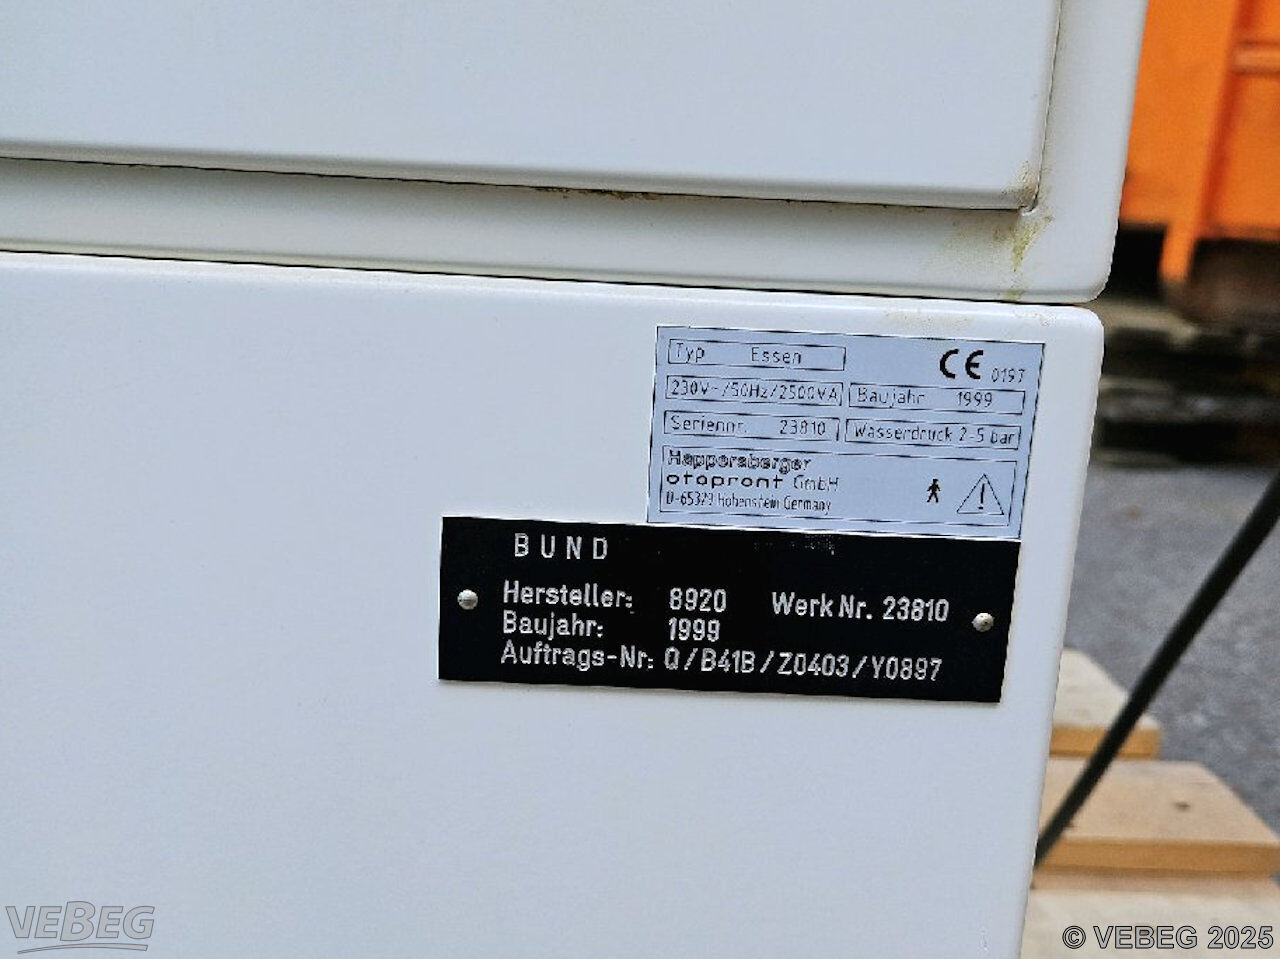 Typ Essen
CE 0197
230V~/50Hz/2500VA Baujahr 1999
Seriennr. 23810 Wasserdruck 2-5 bar
Happersberger
otopront GmbH
D-65329 Hohenstein Germany
BUND
Hersteller: 8920 Werk Nr. 23810
Baujahr: 1999
Auftrags-Nr.: Q/B41B/Z0403/Y0897
VEBEG
© VEBEG 2025